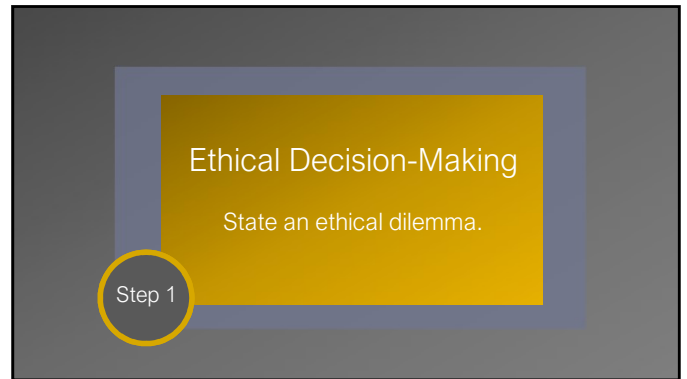 Ethical Decision-Making
State an ethical dilemma.
Step 1